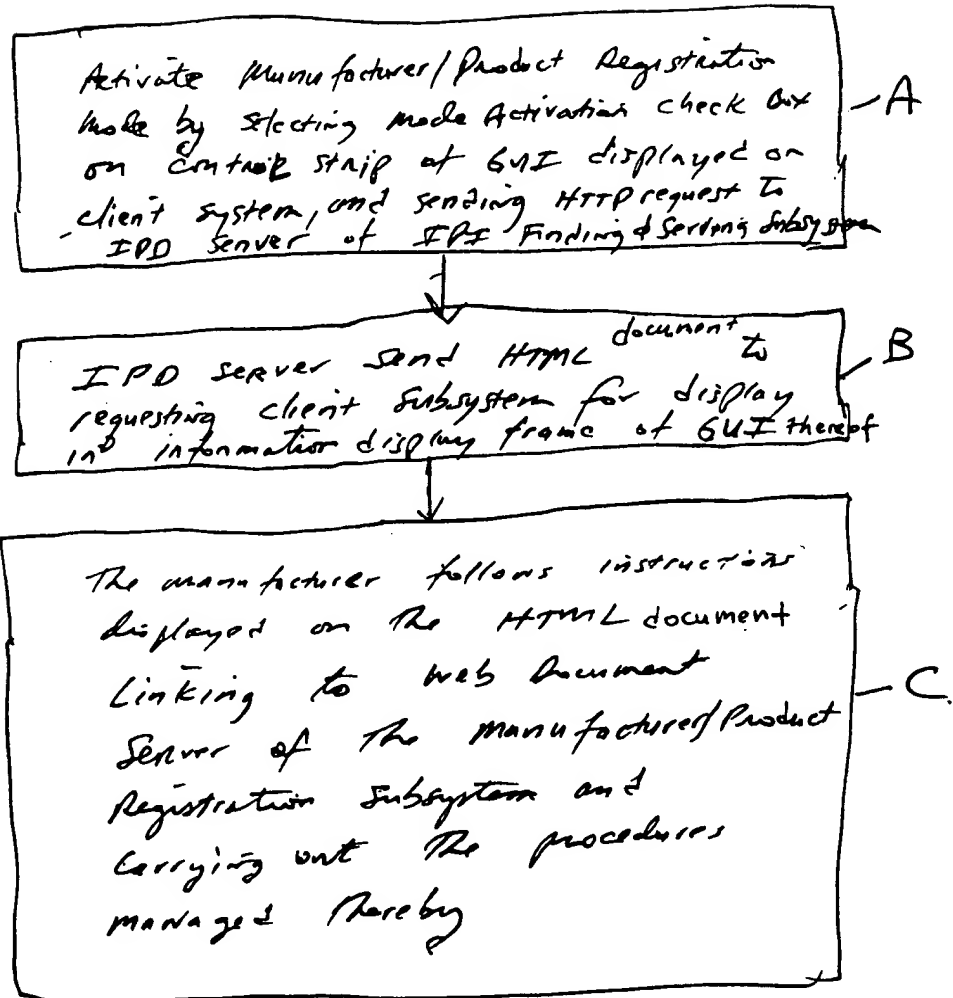 Activate Manufacturer/Product Registration
Mode by selecting mode Activation check Box
on control strip of GUI displayed on
client system, and sending HTTP request to
IPD Server of IPI Finding & Serving Subsystem
A
IPD server send HTML document to
requesting client Subsystem for display
in information display frame of GUI thereof
B
The manufacturer follows instructions
displayed on the HTML document
Linking to Web Document
Server of the Manufacturer/Product
Registration Subsystem and
Carrying out the procedures
managed thereby
C.